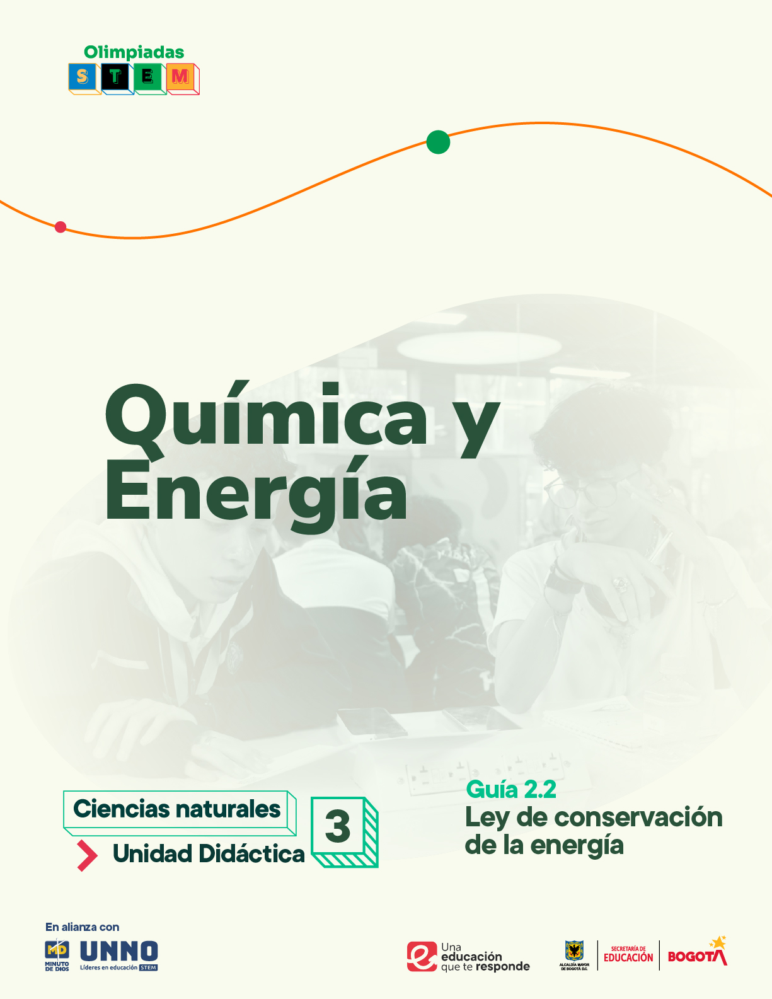 Olimpiadas
STEM
Química y
Energía
Ciencias naturales
Unidad Didáctica
3
Guía 2.2
Ley de conservación
de la energía
En alianza con
MD
MINUTO
DE DIOS
UNNO
Líderes en educación STEM
e
Una
educación
que te responde
ALCALDÍA MAYOR
DE BOGOTÁ D.C.
SECRETARÍA DE
EDUCACIÓN
BOGOTÁ